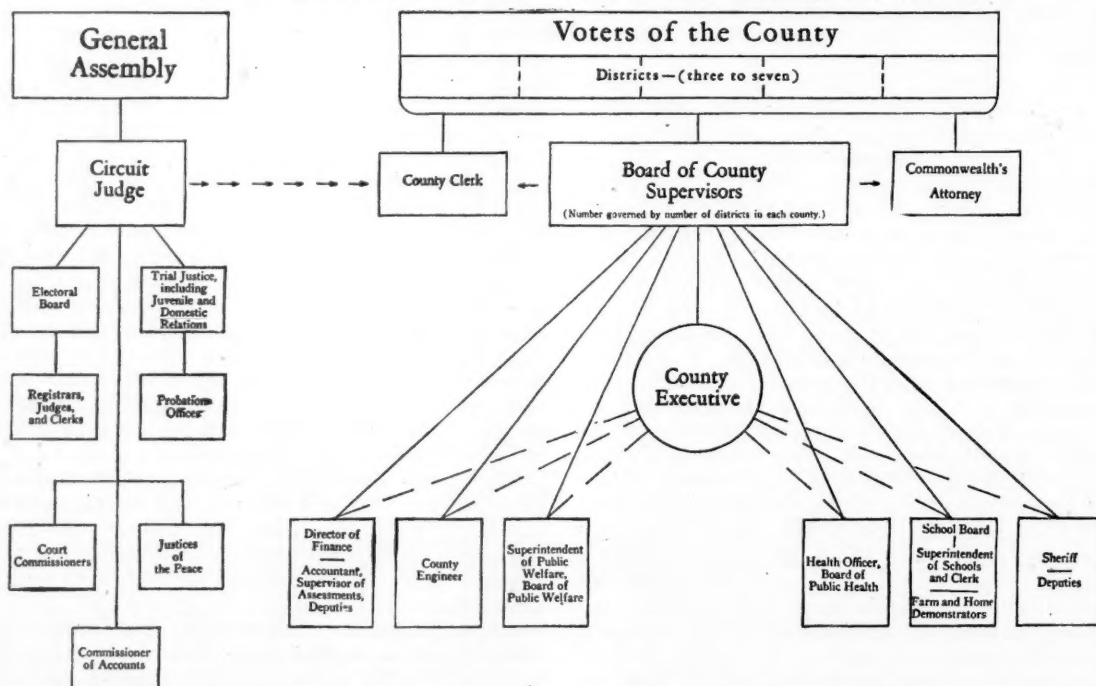 General
Assembly
Voters of the County
Districts—(three to seven)
Circuit
Judge
County Clerk
Board of County
Supervisors
(Number governed by number of districts in each county.)
Commonwealth's
Attorney
Electoral
Board
Trial Justice,
including
Juvenile and
Domestic
Relations
Registrars,
Judges,
and Clerks
Probation
Officer
County
Executive
Court
Commissioners
Justices
of
the Peace
Director of
Finance
Accountant,
Supervisor of
Assessments,
Deputies
County
Engineer
Superintendent
of Public
Welfare,
Board of
Public Welfare
Health Officer,
Board of
Public Health
School Board
Superintendent
of Schools
and Clerk
Farm and Home
Demonstrators
Sheriff
Deputies
Commissioner
of Accounts